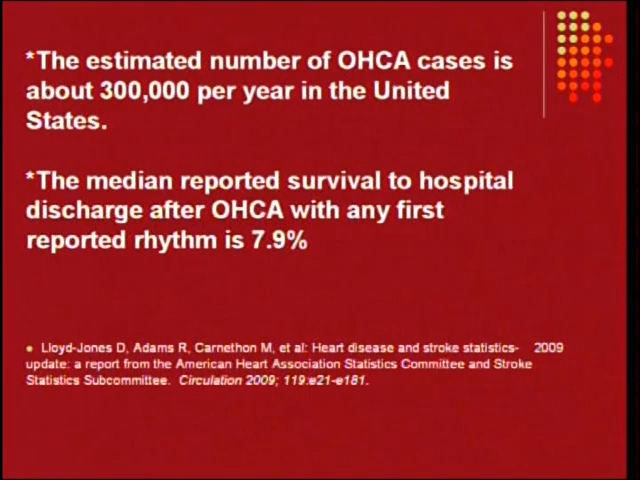 *The estimated number of OHCA cases is
about 300,000 per year in the United
States.
*The median reported survival to hospital
discharge after OHCA with any first
reported rhythm is 7.9%
• Lloyd-Jones D, Adams R, Carnethon M, et al: Heart disease and stroke statistics- 2009
update: a report from the American Heart Association Statistics Committee and Stroke
Statistics Subcommittee. Circulation 2009; 119:e21-e181.